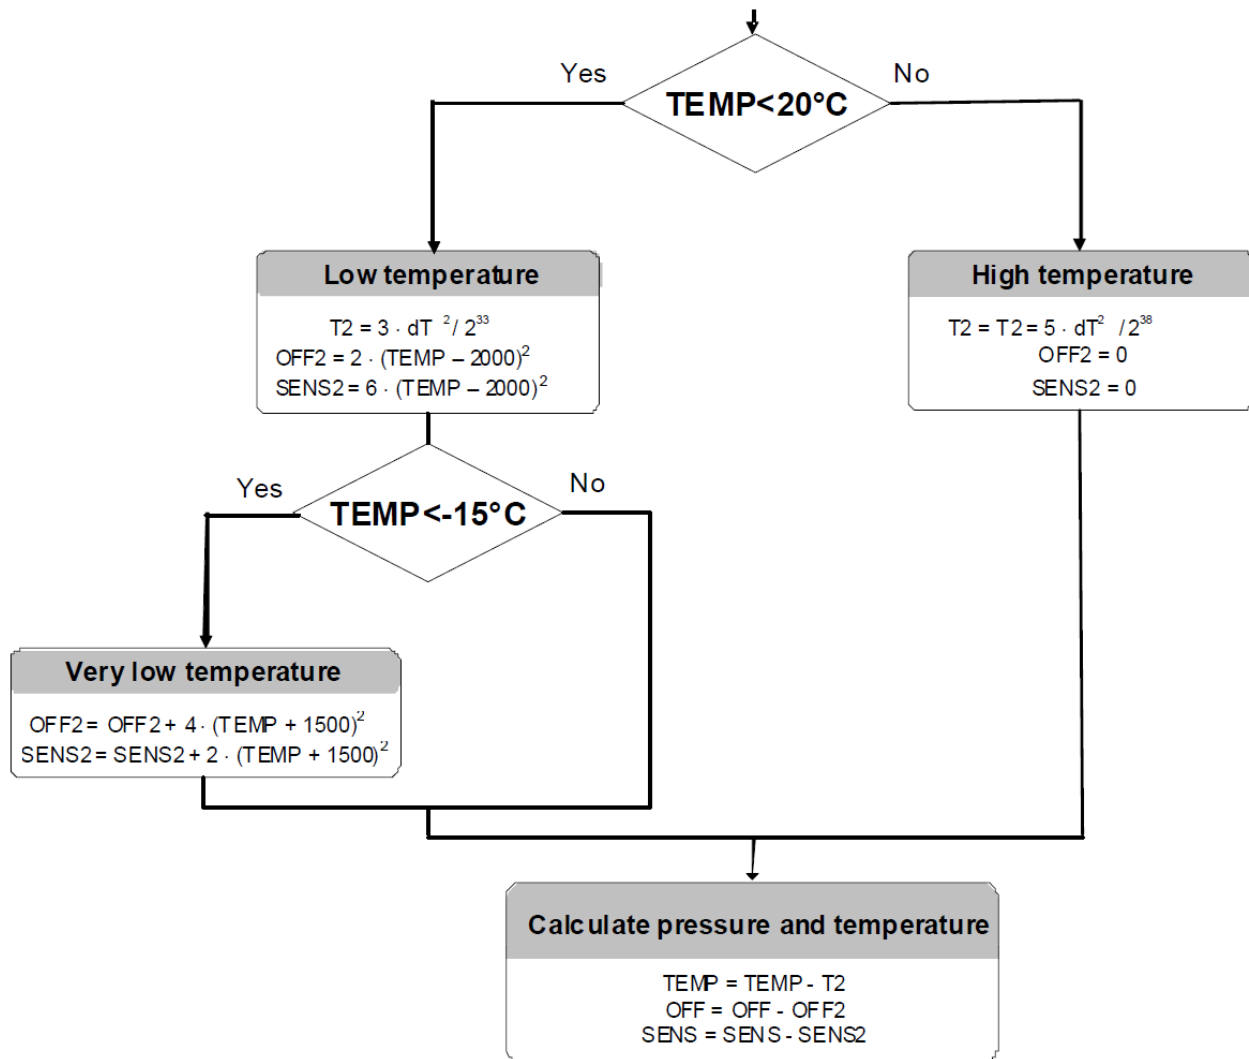 Yes
No
TEMP<20°C
Low temperature
T2 = 3 · dT ² / 2³³
OFF2 = 2 · (TEMP – 2000)²
SENS2 = 6 · (TEMP – 2000)²
High temperature
T2 = T2 = 5 · dT² / 2³⁸
OFF2 = 0
SENS2 = 0
Yes
No
TEMP<-15°C
Very low temperature
OFF2 = OFF2 + 4 · (TEMP + 1500)²
SENS2 = SENS2 + 2 · (TEMP + 1500)²
Calculate pressure and temperature
TEMP = TEMP - T2
OFF = OFF - OFF2
SENS = SENS - SENS2